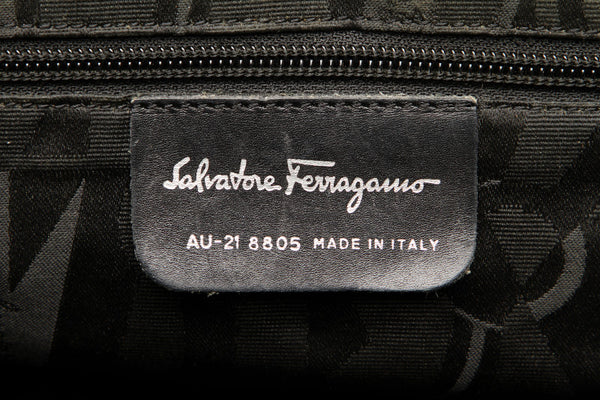 Salvatore Ferragamo
AU-21 8805 MADE IN ITALY